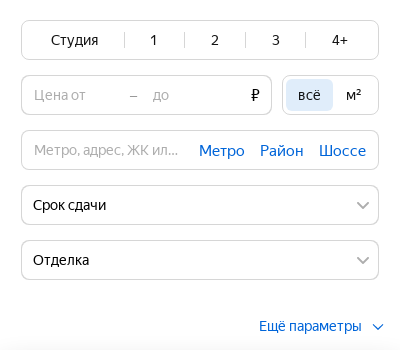 Студия 1 2 3 4+
Цена от – до ₽ всё м²
Метро, адрес, ЖК ил... Метро Район Шоссе
Срок сдачи
Отделка
Ещё параметры